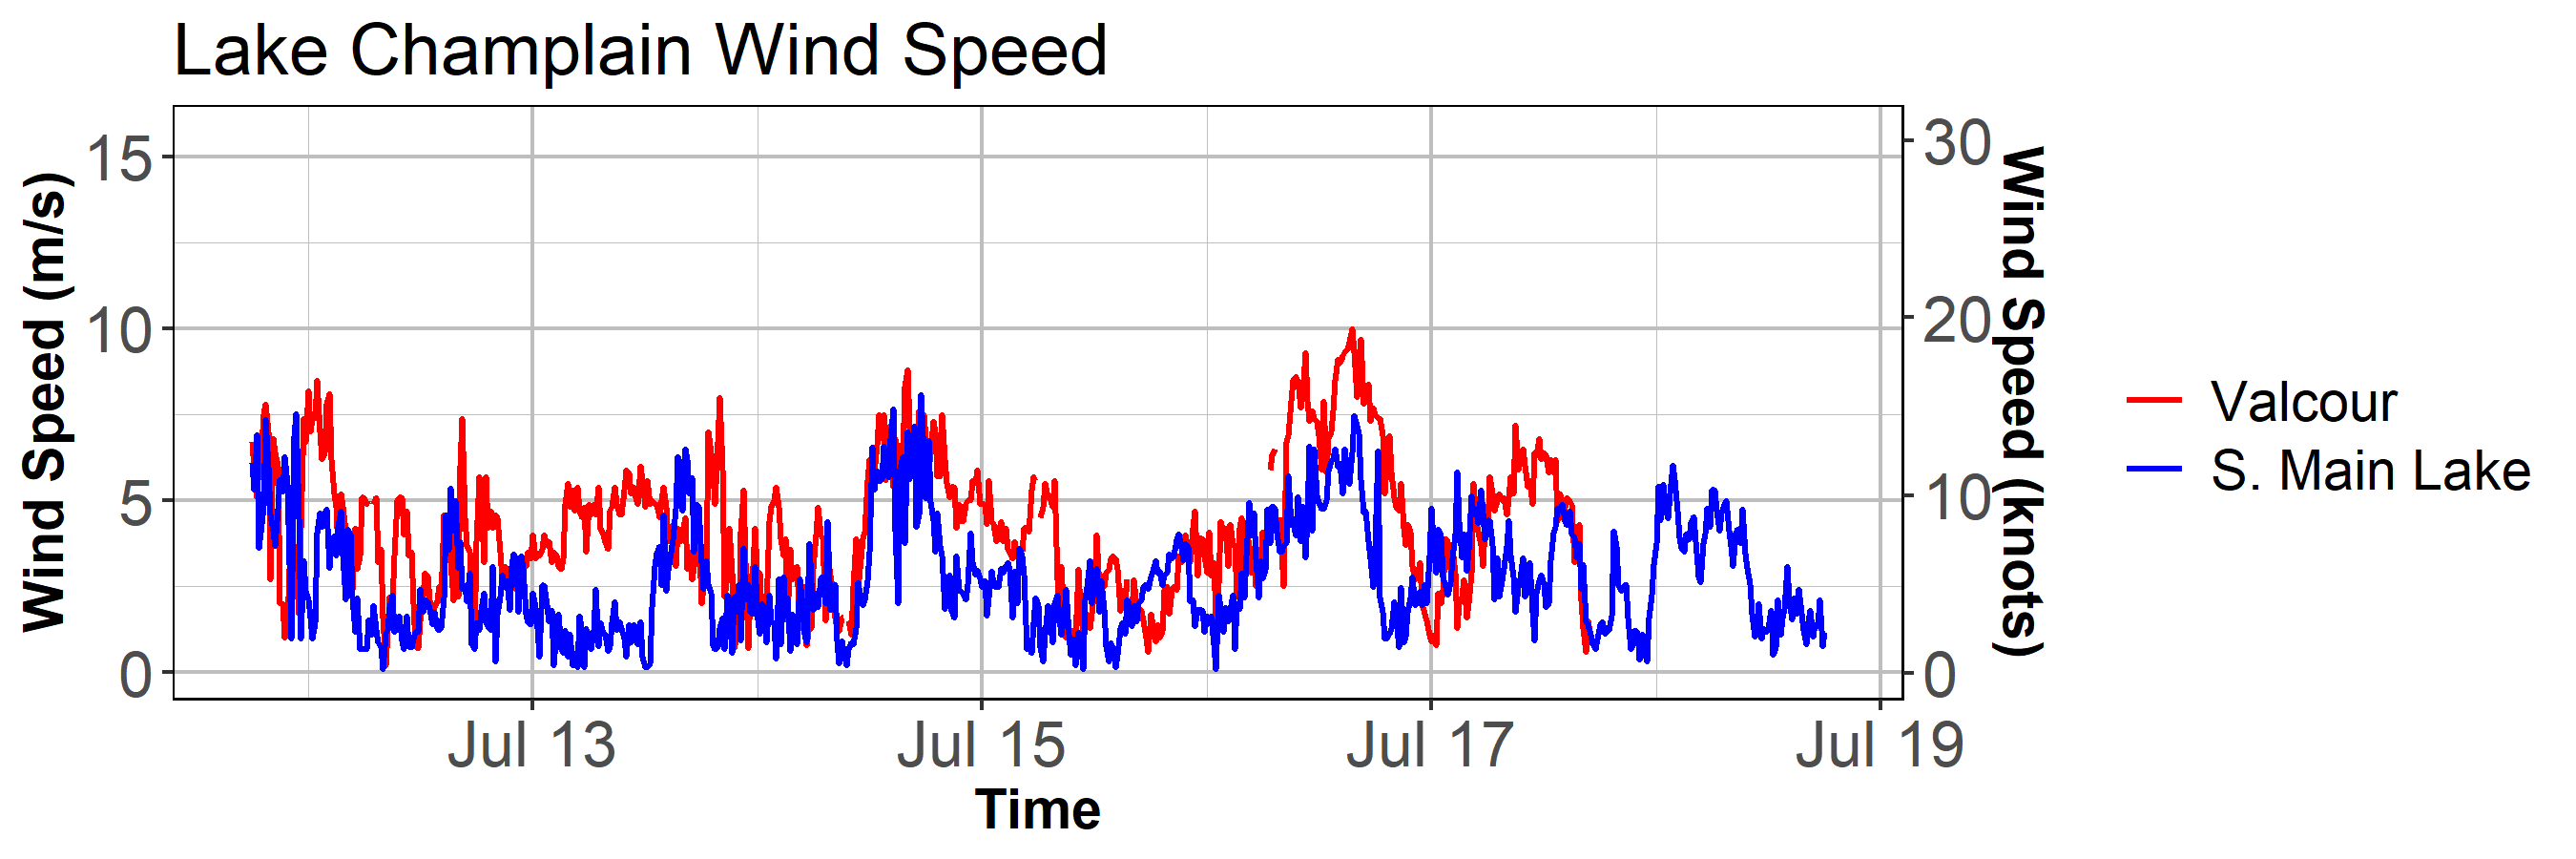 Lake Champlain Wind Speed
Wind Speed (m/s)
15
10
5
0
30
20
10
0
Wind Speed (knots)
Jul 13
Jul 15
Jul 17
Jul 19
Time
Valcour
S. Main Lake